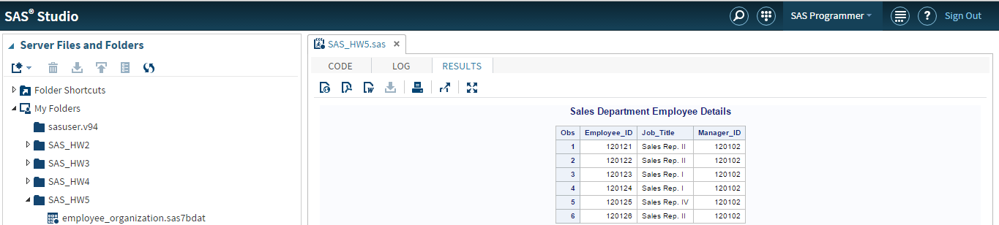 SAS® Studio
SAS Programmer
? Sign Out
Server Files and Folders
Folder Shortcuts
My Folders
sasuser.v94
SAS_HW2
SAS_HW3
SAS_HW4
SAS_HW5
employee_organization.sas7bdat
SAS_HW5.sas
CODE LOG RESULTS
Sales Department Employee Details
Obs Employee_ID Job_Title Manager_ID
1 120121 Sales Rep. II 120102
2 120122 Sales Rep. II 120102
3 120123 Sales Rep. I 120102
4 120124 Sales Rep. I 120102
5 120125 Sales Rep. IV 120102
6 120126 Sales Rep. II 120102